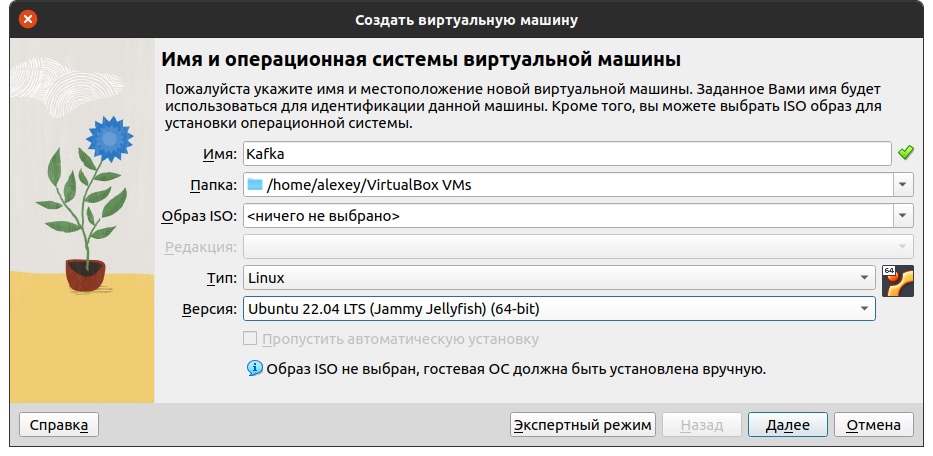 Создать виртуальную машину
Имя и операционная системы виртуальной машины
Пожалуйста укажите имя и местоположение новой виртуальной машины. Заданное Вами имя будет
использоваться для идентификации данной машины. Кроме того, вы можете выбрать ISO образ для
установки операционной системы.
Имя: Kafka
Папка: /home/alexey/VirtualBox VMs
Образ ISO: <ничего не выбрано>
Редакция:
Тип: Linux
64
Версия: Ubuntu 22.04 LTS (Jammy Jellyfish) (64-bit)
Пропустить автоматическую установку
Образ ISO не выбран, гостевая ОС должна быть установлена вручную.
Справка Экспертный режим Назад Далее Отмена